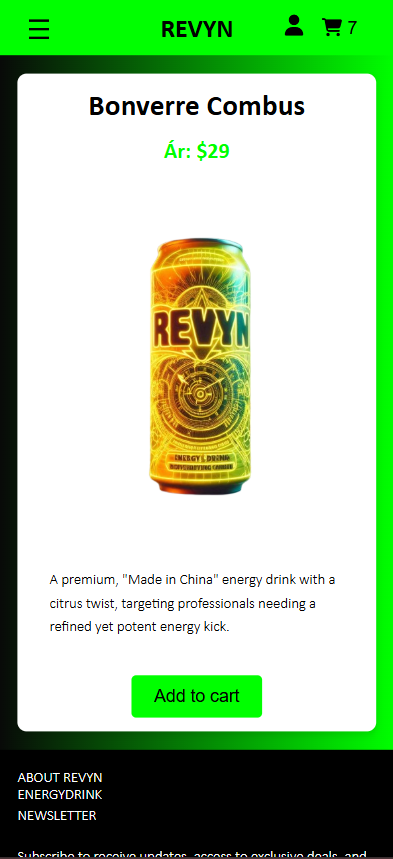 REVYN
7
Bonverre Combus
Ár: $29
REVYN
ENERGY DRINK
A premium, "Made in China" energy drink with a
citrus twist, targeting professionals needing a
refined yet potent energy kick.
Add to cart
ABOUT REVYN
ENERGYDRINK
NEWSLETTER
Subscribe to receive updates, access to exclusive deals, and